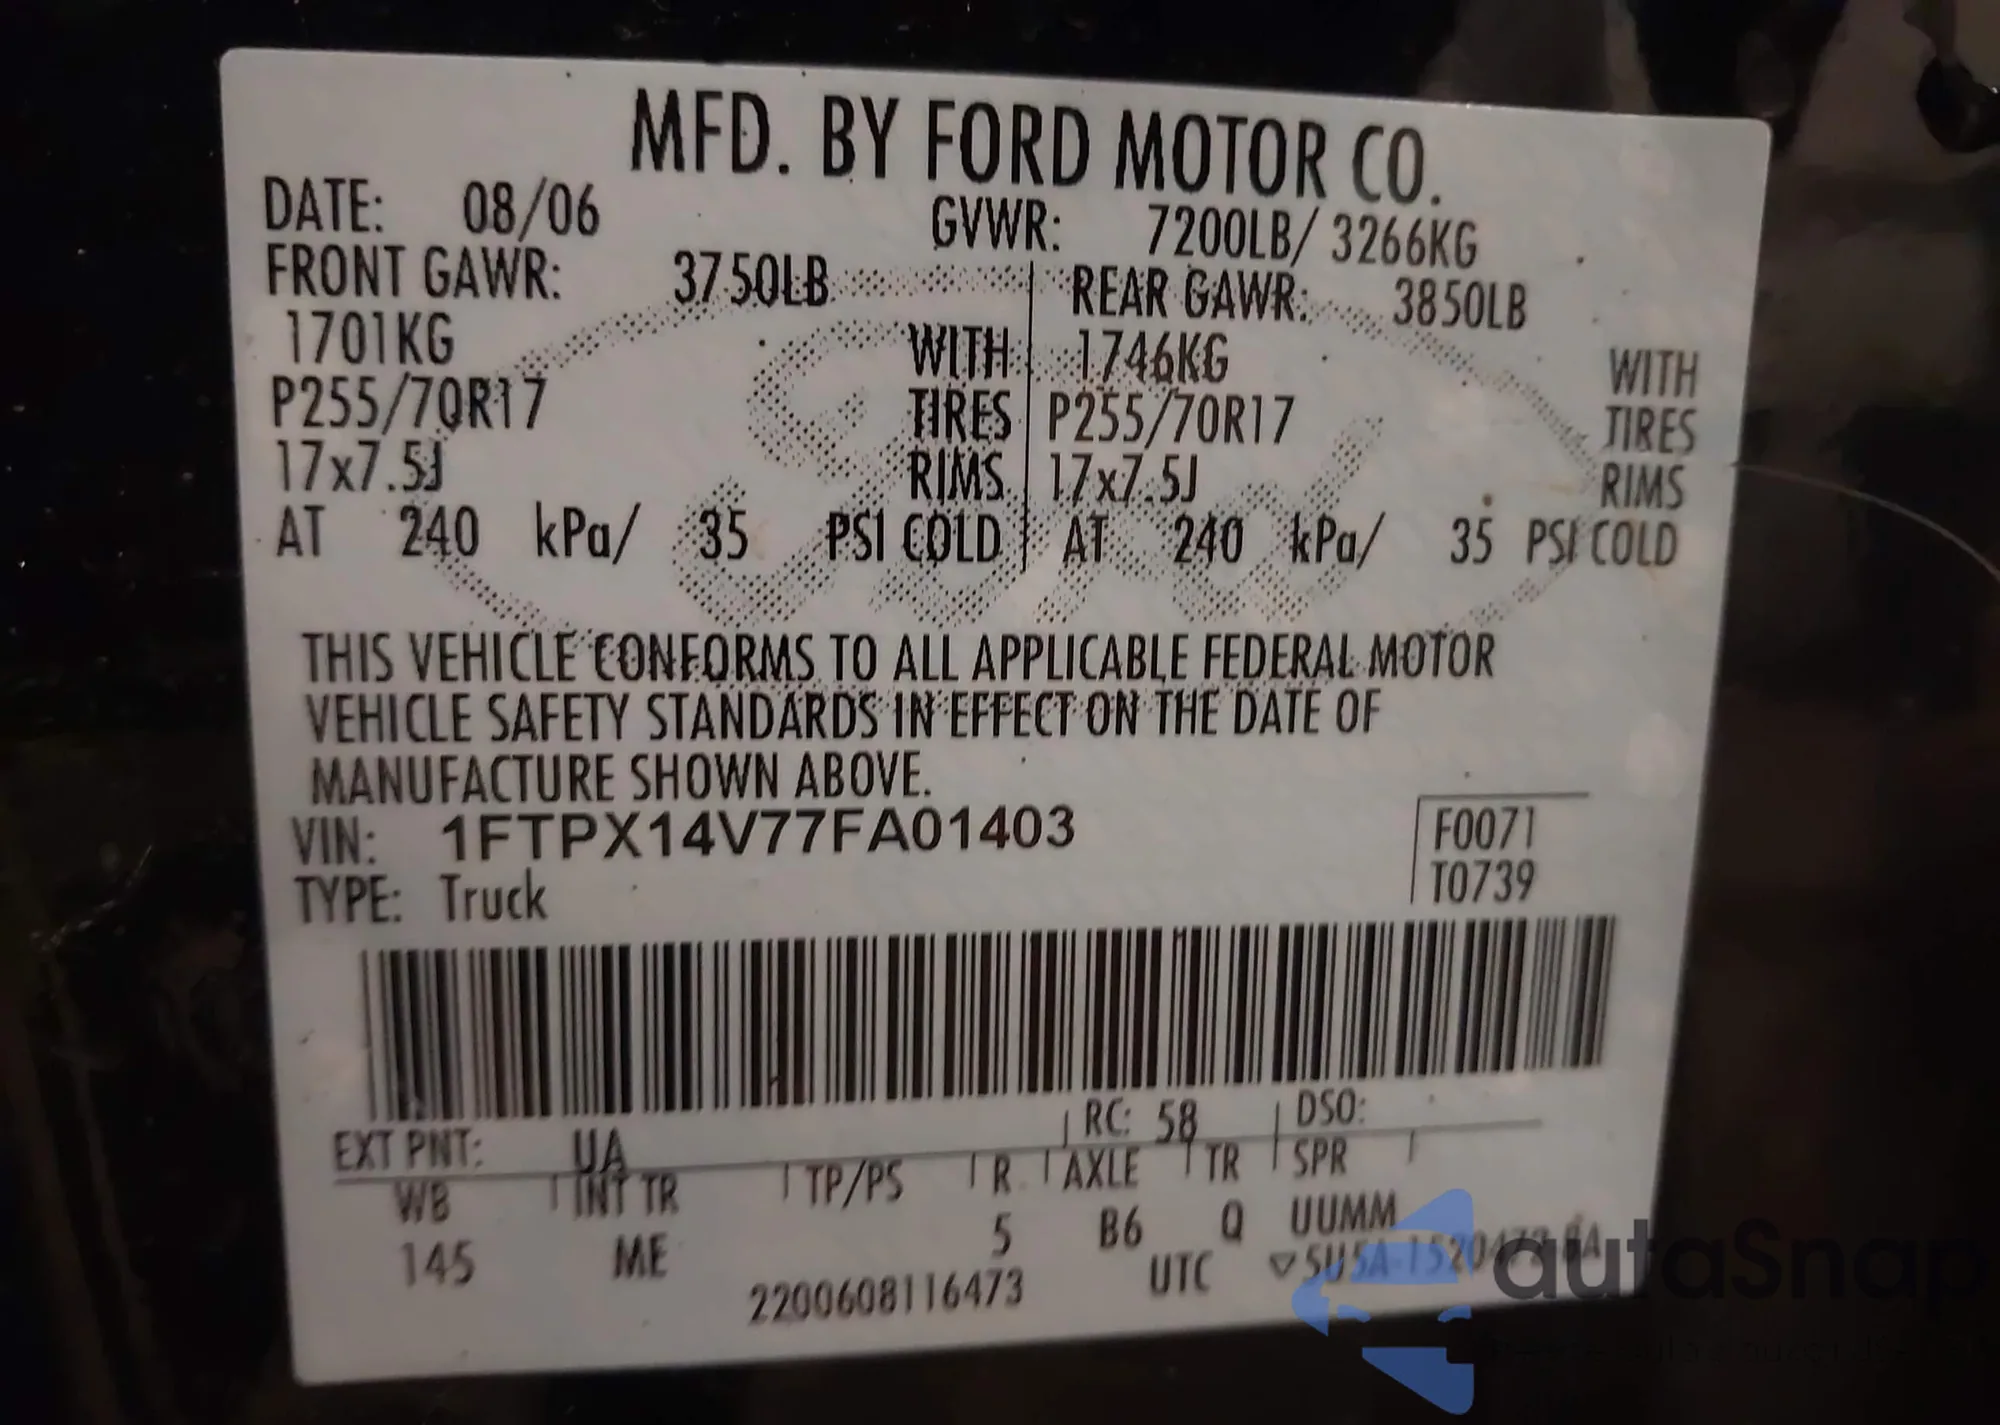 MFD. BY FORD MOTOR CO.
DATE: 08/06 GVWR: 7200LB/ 3266KG
FRONT GAWR: 3750LB REAR GAWR: 3850LB
1701KG WITH 1746KG WITH
P255/70R17 TIRES P255/70R17 TIRES
17x7.5J RIMS 17x7.5J RIMS
AT 240 kPa/ 35 PSI COLD AT 240 kPa/ 35 PSI COLD
THIS VEHICLE CONFORMS TO ALL APPLICABLE FEDERAL MOTOR
VEHICLE SAFETY STANDARDS IN EFFECT ON THE DATE OF
MANUFACTURE SHOWN ABOVE.
VIN: 1FTPX14V77FA01403 F0071
TYPE: Truck T0739
EXT PNT: UA RC: 58 DSO:
WB INT TR TP/PS R AXLE TR SPR
145 ME 5 B6 Q UUMM
2200608116473 UTC ▽5U5A-1520472-BA
autaSnap